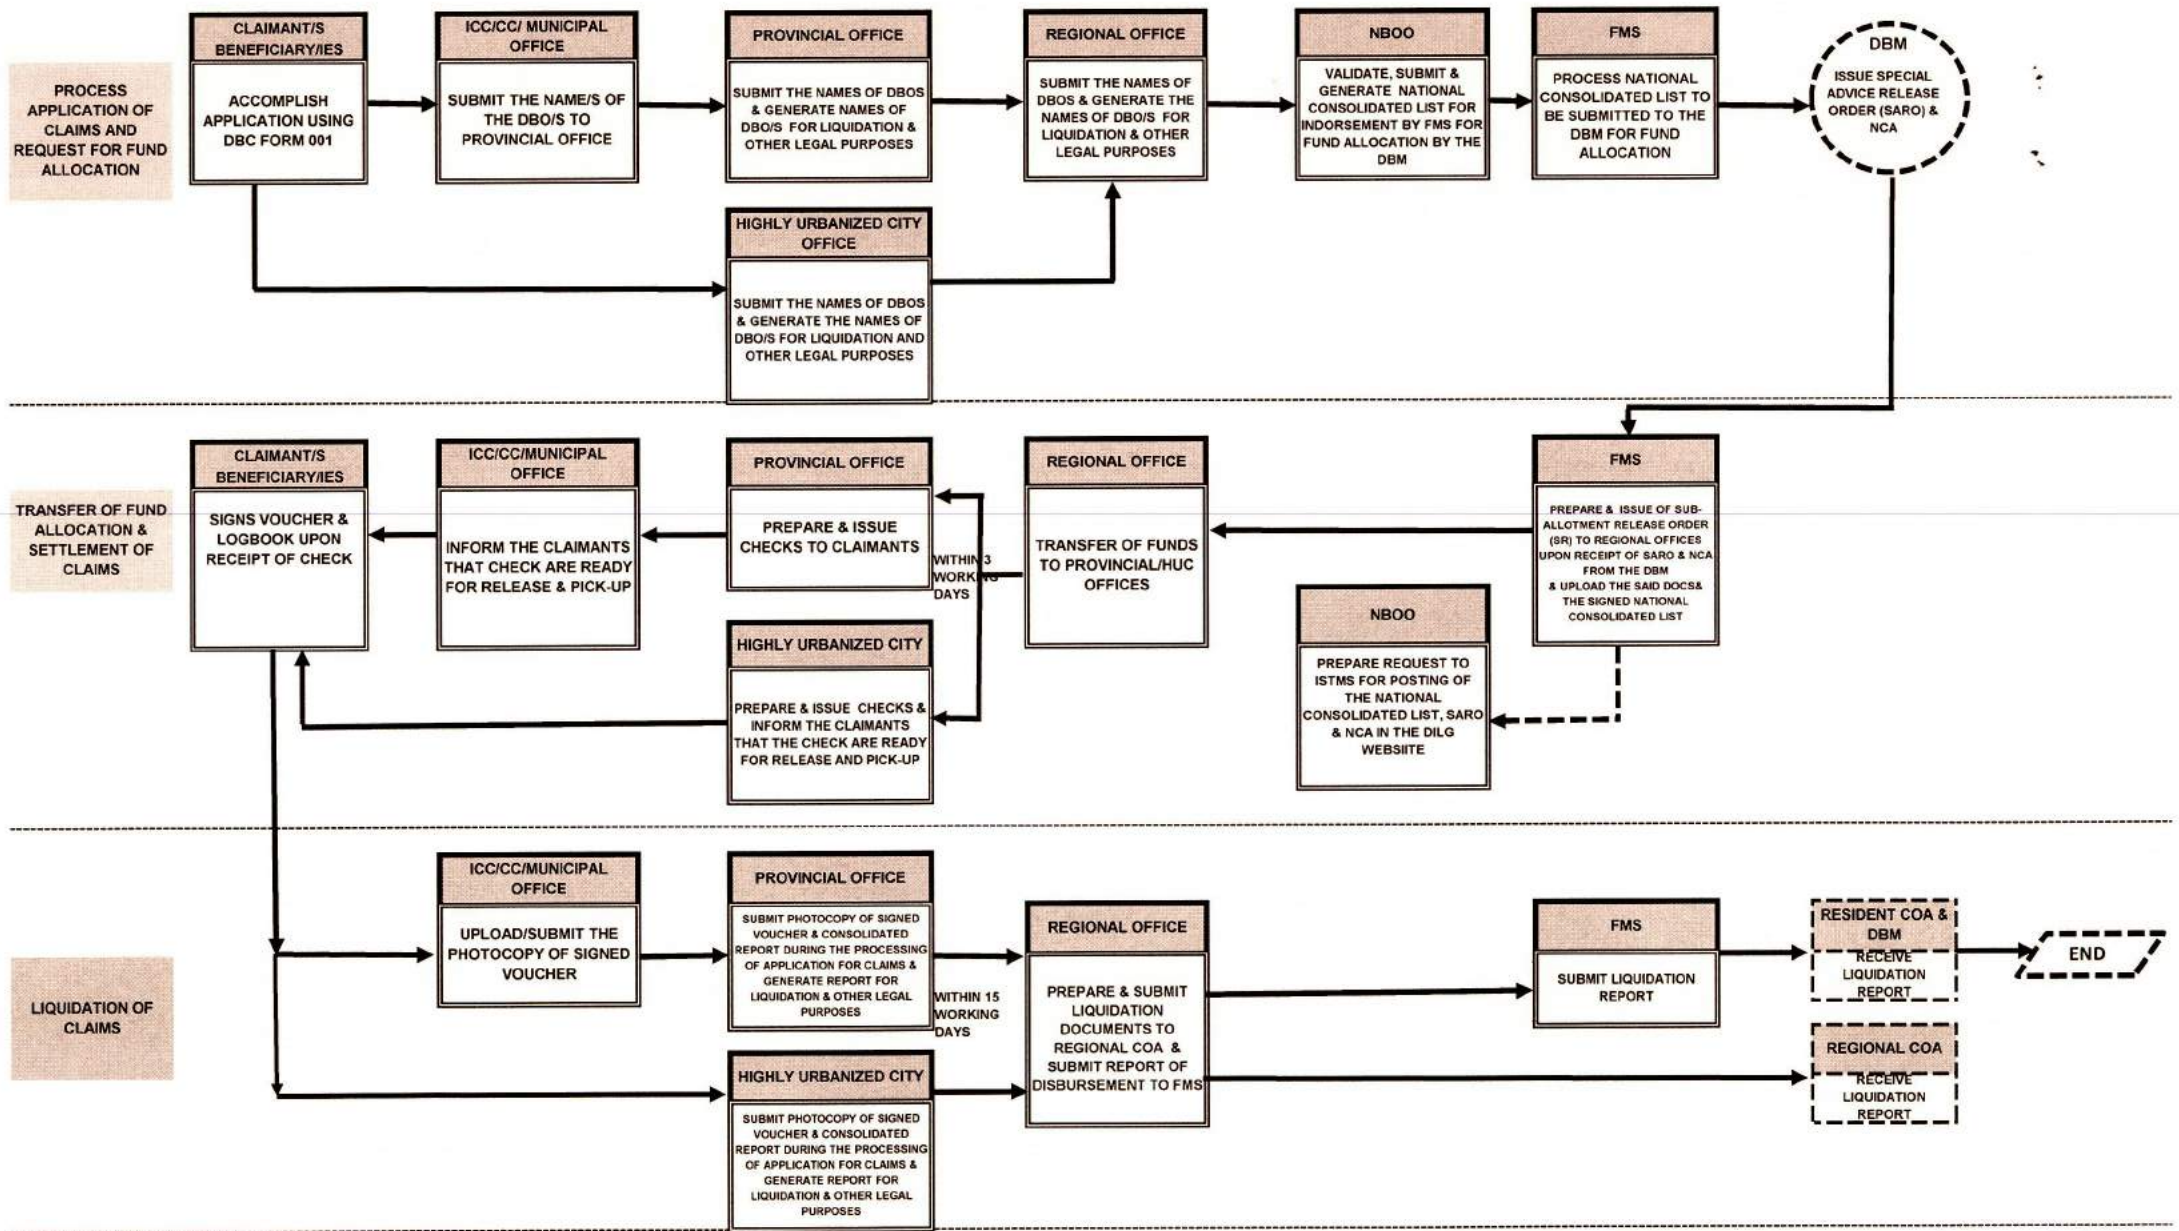 PROCESS
APPLICATION OF
CLAIMS AND
REQUEST FOR FUND
ALLOCATION
CLAIMANT/S
BENEFICIARY/IES
ACCOMPLISH
APPLICATION USING
DBC FORM 001
ICC/CC/ MUNICIPAL
OFFICE
SUBMIT THE NAME/S OF
THE DBO/S TO
PROVINCIAL OFFICE
PROVINCIAL OFFICE
SUBMIT THE NAMES OF DBOS
& GENERATE NAMES OF
DBO/S FOR LIQUIDATION &
OTHER LEGAL PURPOSES
REGIONAL OFFICE
SUBMIT THE NAMES OF
DBOS & GENERATE THE
NAMES OF DBO/S FOR
LIQUIDATION & OTHER
LEGAL PURPOSES
NBOO
VALIDATE, SUBMIT &
GENERATE NATIONAL
CONSOLIDATED LIST FOR
INDORSEMENT BY FMS FOR
FUND ALLOCATION BY THE
DBM
FMS
PROCESS NATIONAL
CONSOLIDATED LIST TO
BE SUBMITTED TO THE
DBM FOR FUND
ALLOCATION
DBM
ISSUE SPECIAL
ADVICE RELEASE
ORDER (SARO) &
NCA
HIGHLY URBANIZED CITY
OFFICE
SUBMIT THE NAMES OF DBOS
& GENERATE THE NAMES OF
DBO/S FOR LIQUIDATION AND
OTHER LEGAL PURPOSES
TRANSFER OF FUND
ALLOCATION &
SETTLEMENT OF
CLAIMS
CLAIMANT/S
BENEFICIARY/IES
SIGNS VOUCHER &
LOGBOOK UPON
RECEIPT OF CHECK
ICC/CC/MUNICIPAL
OFFICE
INFORM THE CLAIMANTS
THAT CHECK ARE READY
FOR RELEASE & PICK-UP
PROVINCIAL OFFICE
PREPARE & ISSUE
CHECKS TO CLAIMANTS
WITHIN 3
WORKING
DAYS
REGIONAL OFFICE
TRANSFER OF FUNDS
TO PROVINCIAL/HUC
OFFICES
FMS
PREPARE & ISSUE OF SUB-
ALLOTMENT RELEASE ORDER
(SR) TO REGIONAL OFFICES
UPON RECEIPT OF SARO & NCA
FROM THE DBM
& UPLOAD THE SAID DOCS&
THE SIGNED NATIONAL
CONSOLIDATED LIST
NBOO
PREPARE REQUEST TO
ISTMS FOR POSTING OF
THE NATIONAL
CONSOLIDATED LIST, SARO
& NCA IN THE DILG
WEBSIITE
HIGHLY URBANIZED CITY
PREPARE & ISSUE CHECKS &
INFORM THE CLAIMANTS
THAT THE CHECK ARE READY
FOR RELEASE AND PICK-UP
LIQUIDATION OF
CLAIMS
ICC/CC/MUNICIPAL
OFFICE
UPLOAD/SUBMIT THE
PHOTOCOPY OF SIGNED
VOUCHER
PROVINCIAL OFFICE
SUBMIT PHOTOCOPY OF SIGNED
VOUCHER & CONSOLIDATED
REPORT DURING THE PROCESSING
OF APPLICATION FOR CLAIMS &
GENERATE REPORT FOR
LIQUIDATION & OTHER LEGAL
PURPOSES
WITHIN 15
WORKING
DAYS
REGIONAL OFFICE
PREPARE & SUBMIT
LIQUIDATION
DOCUMENTS TO
REGIONAL COA &
SUBMIT REPORT OF
DISBURSEMENT TO FMS
FMS
SUBMIT LIQUIDATION
REPORT
RESIDENT COA &
DBM
RECEIVE
LIQUIDATION
REPORT
END
REGIONAL COA
RECEIVE
LIQUIDATION
REPORT
HIGHLY URBANIZED CITY
SUBMIT PHOTOCOPY OF SIGNED
VOUCHER & CONSOLIDATED
REPORT DURING THE PROCESSING
OF APPLICATION FOR CLAIMS &
GENERATE REPORT FOR
LIQUIDATION & OTHER LEGAL
PURPOSES